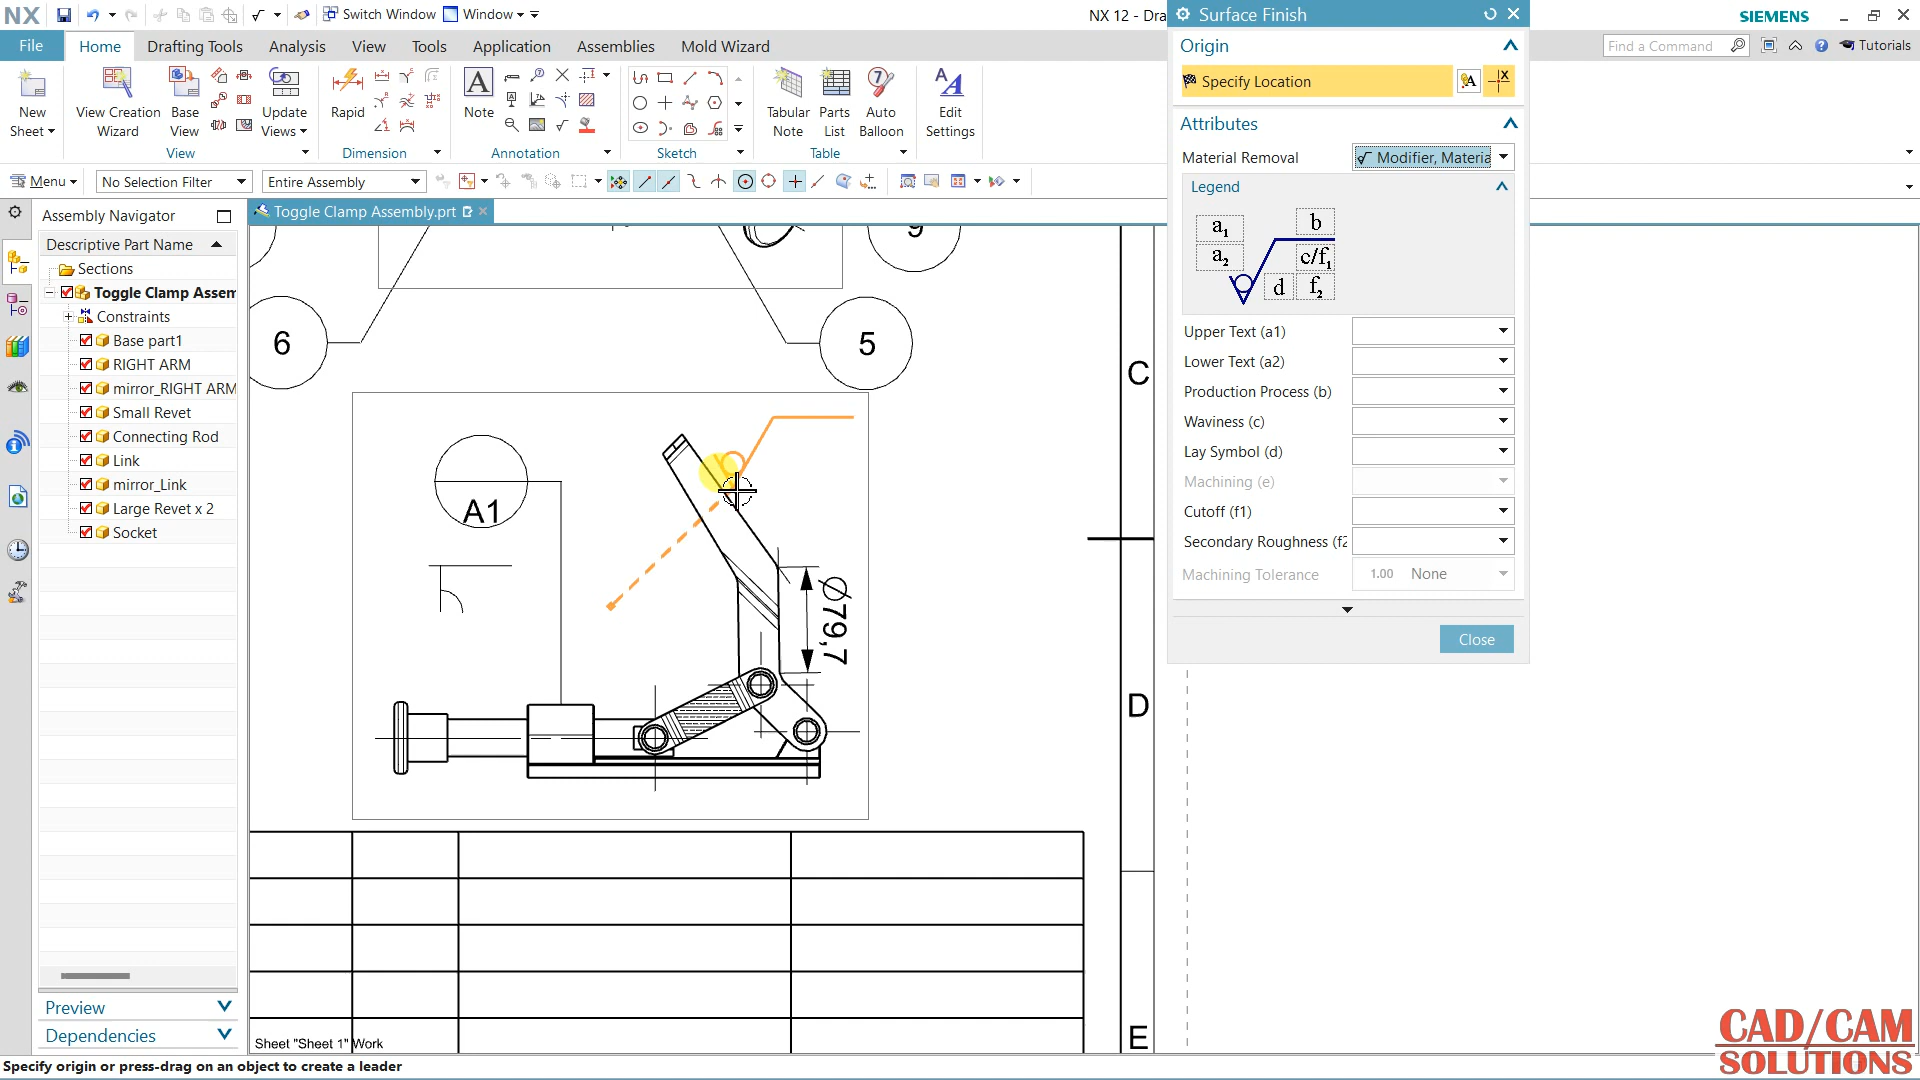 NX
Switch Window
Window
NX 12 - Dra
Surface Finish
SIEMENS
File
Home
Drafting Tools
Analysis
View
Tools
Application
Assemblies
Mold Wizard
Find a Command
Tutorials
New Sheet
View Creation Wizard
Base View
Update Views
Rapid
Note
Tabular Note
Parts List
Auto Balloon
Edit Settings
View
Dimension
Annotation
Sketch
Table
Menu
No Selection Filter
Entire Assembly
Assembly Navigator
Toggle Clamp Assembly.prt
Descriptive Part Name
Sections
Toggle Clamp Assem
Constraints
Base part1
RIGHT ARM
mirror_RIGHT ARM
Small Revet
Connecting Rod
Link
mirror_Link
Large Revet x 2
Socket
Preview
Dependencies
6
5
9
A1
Ø79,7
C
D
E
Sheet "Sheet 1" Work
Origin
Specify Location
Attributes
Material Removal
Modifier, Materia
Legend
a1
a2
b
c/f1
d
f2
Upper Text (a1)
Lower Text (a2)
Production Process (b)
Waviness (c)
Lay Symbol (d)
Machining (e)
Cutoff (f1)
Secondary Roughness (f2
Machining Tolerance
1.00 None
Close
CAD/CAM
SOLUTIONS
Specify origin or press-drag on an object to create a leader